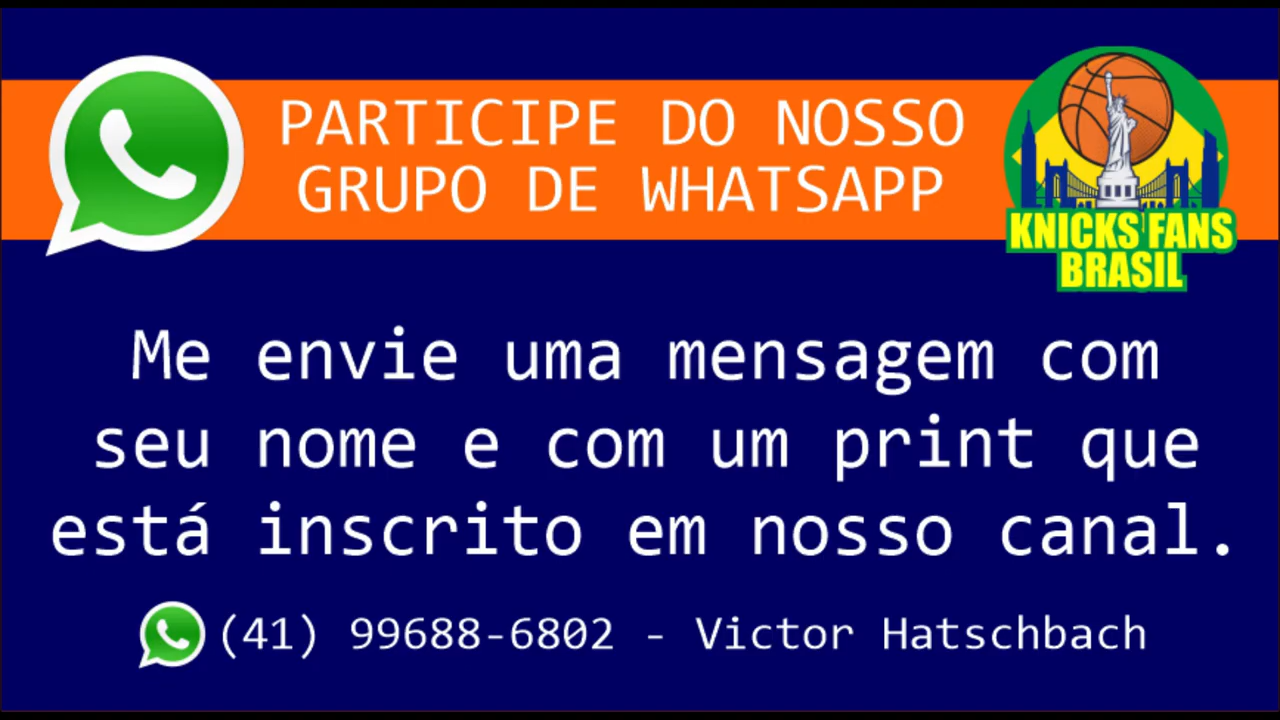 PARTICIPE DO NOSSO
GRUPO DE WHATSAPP
KNICKS FANS
BRASIL
Me envie uma mensagem com
seu nome e com um print que
está inscrito em nosso canal.
(41) 99688-6802 - Victor Hatschbach